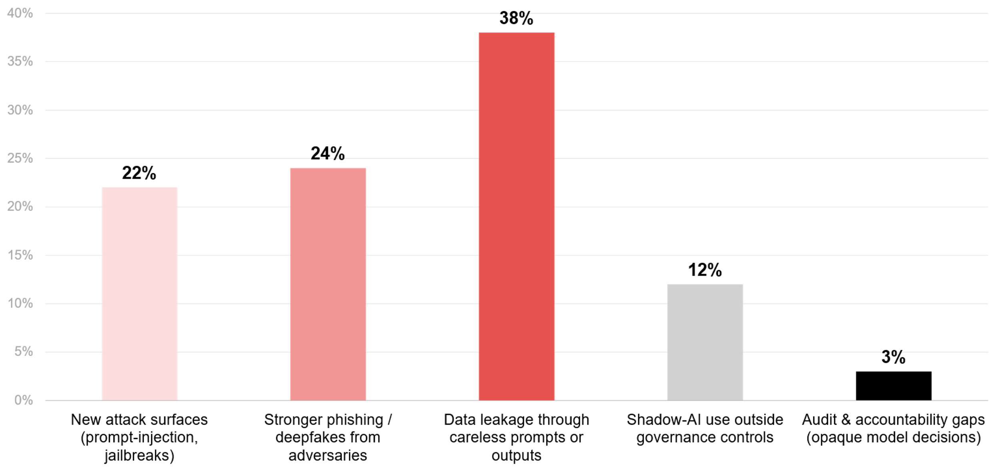 40%
35%
30%
25%
20%
15%
10%
5%
0%
22%
24%
38%
12%
3%
New attack surfaces
(prompt-injection,
jailbreaks)
Stronger phishing /
deepfakes from
adversaries
Data leakage through
careless prompts or
outputs
Shadow-AI use outside
governance controls
Audit & accountability gaps
(opaque model decisions)